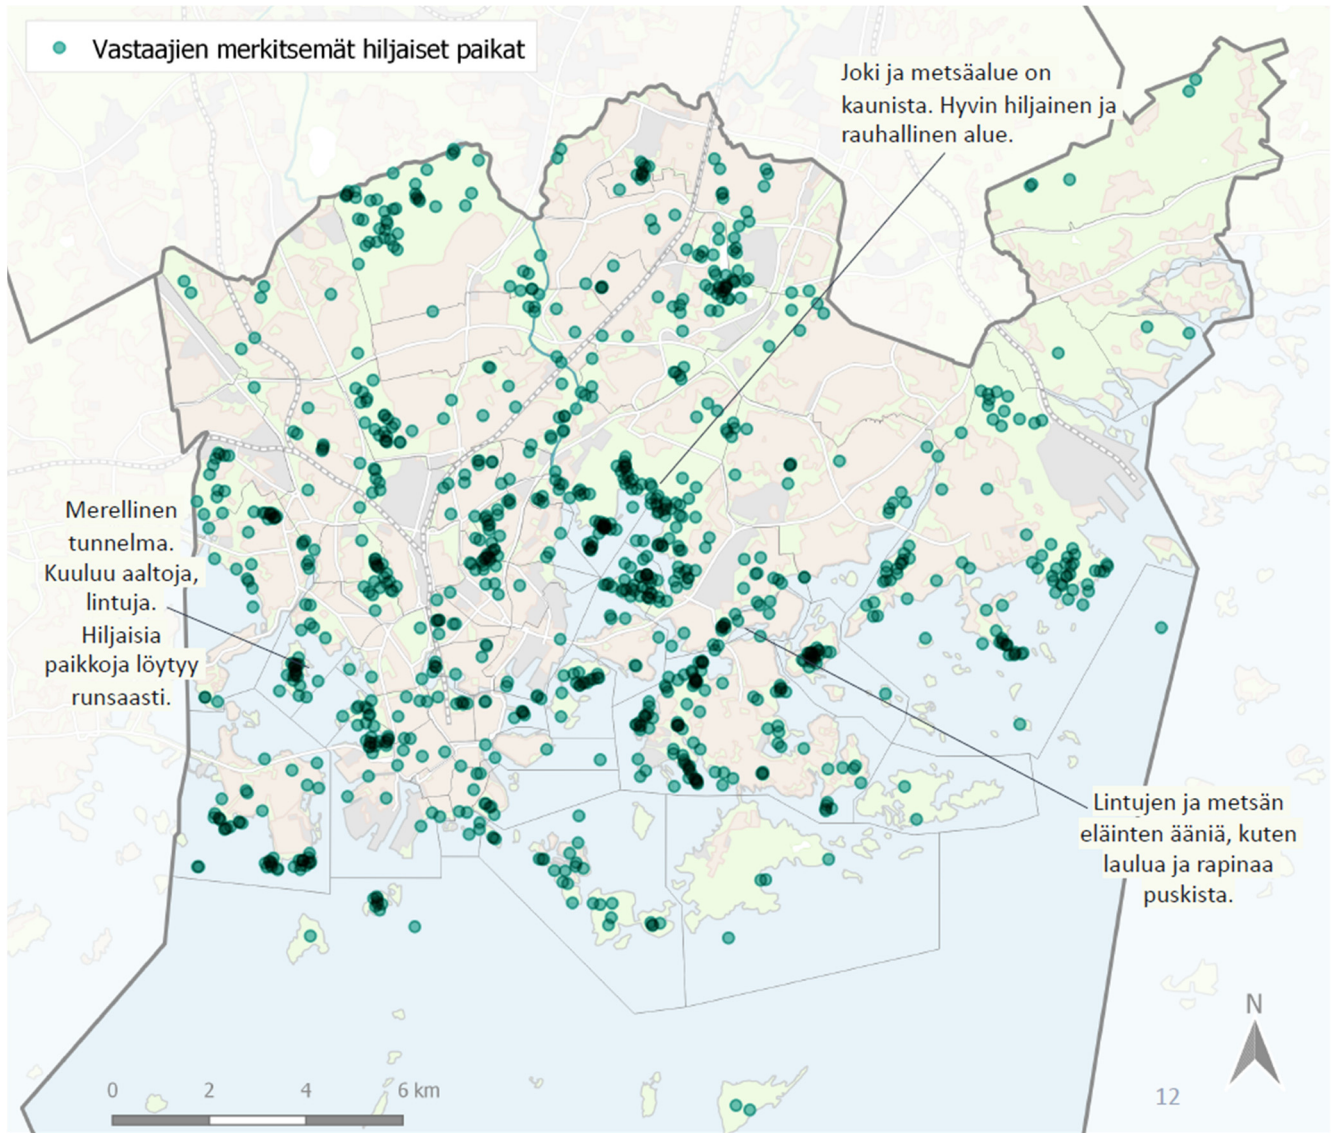 Vastaajien merkitsemät hiljaiset paikat
Joki ja metsäalue on
kaunista. Hyvin hiljainen ja
rauhallinen alue.
Merellinen
tunnelma.
Kuuluu aaltoja,
lintuja.
Hiljaisia
paikkoja löytyy
runsaasti.
Lintujen ja metsän
eläinten ääniä, kuten
laulua ja rapinaa
puskista.
N
0 2 4 6 km
12